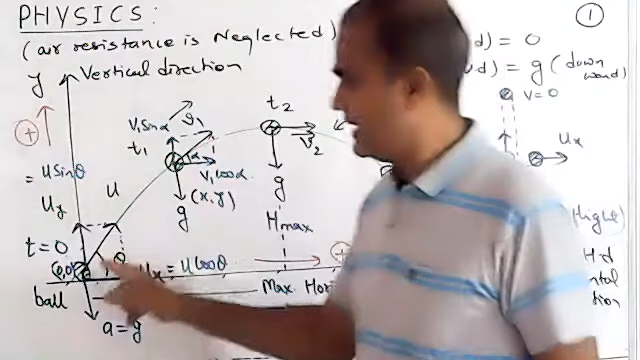 PHYSICS:
(air resistance is Neglected)
①
d) = 0
d) = g (down
ward)
y Vertical direction
V=0
t2
V1sinα V1
t1
α
V1cosα
V2
(x,y)
g
g
Hmax
ux
+
= usinθ
uy
u
t=0
(0,0)
θ
ux = ucosθ
+
ball
Max. Hori
a = g